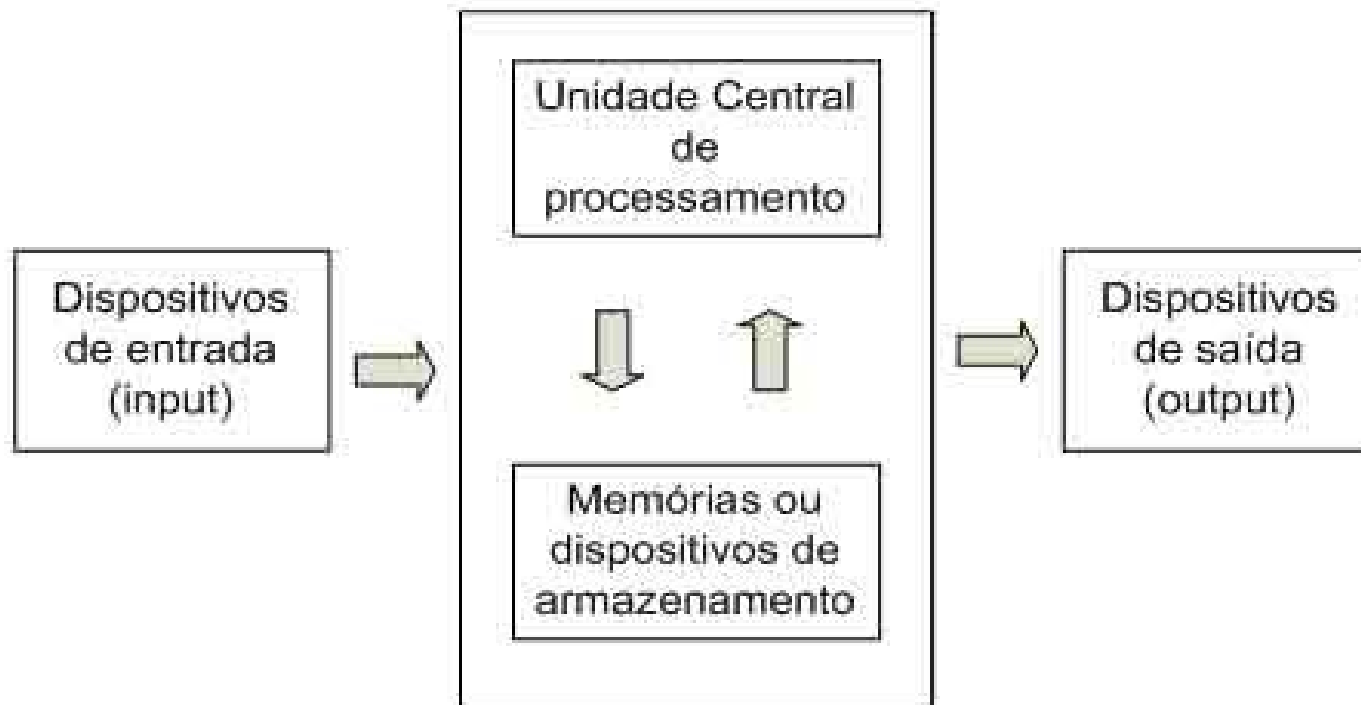 Unidade Central
de
processamento
Dispositivos
de entrada
(input)
Dispositivos
de saída
(output)
Memórias ou
dispositivos de
armazenamento